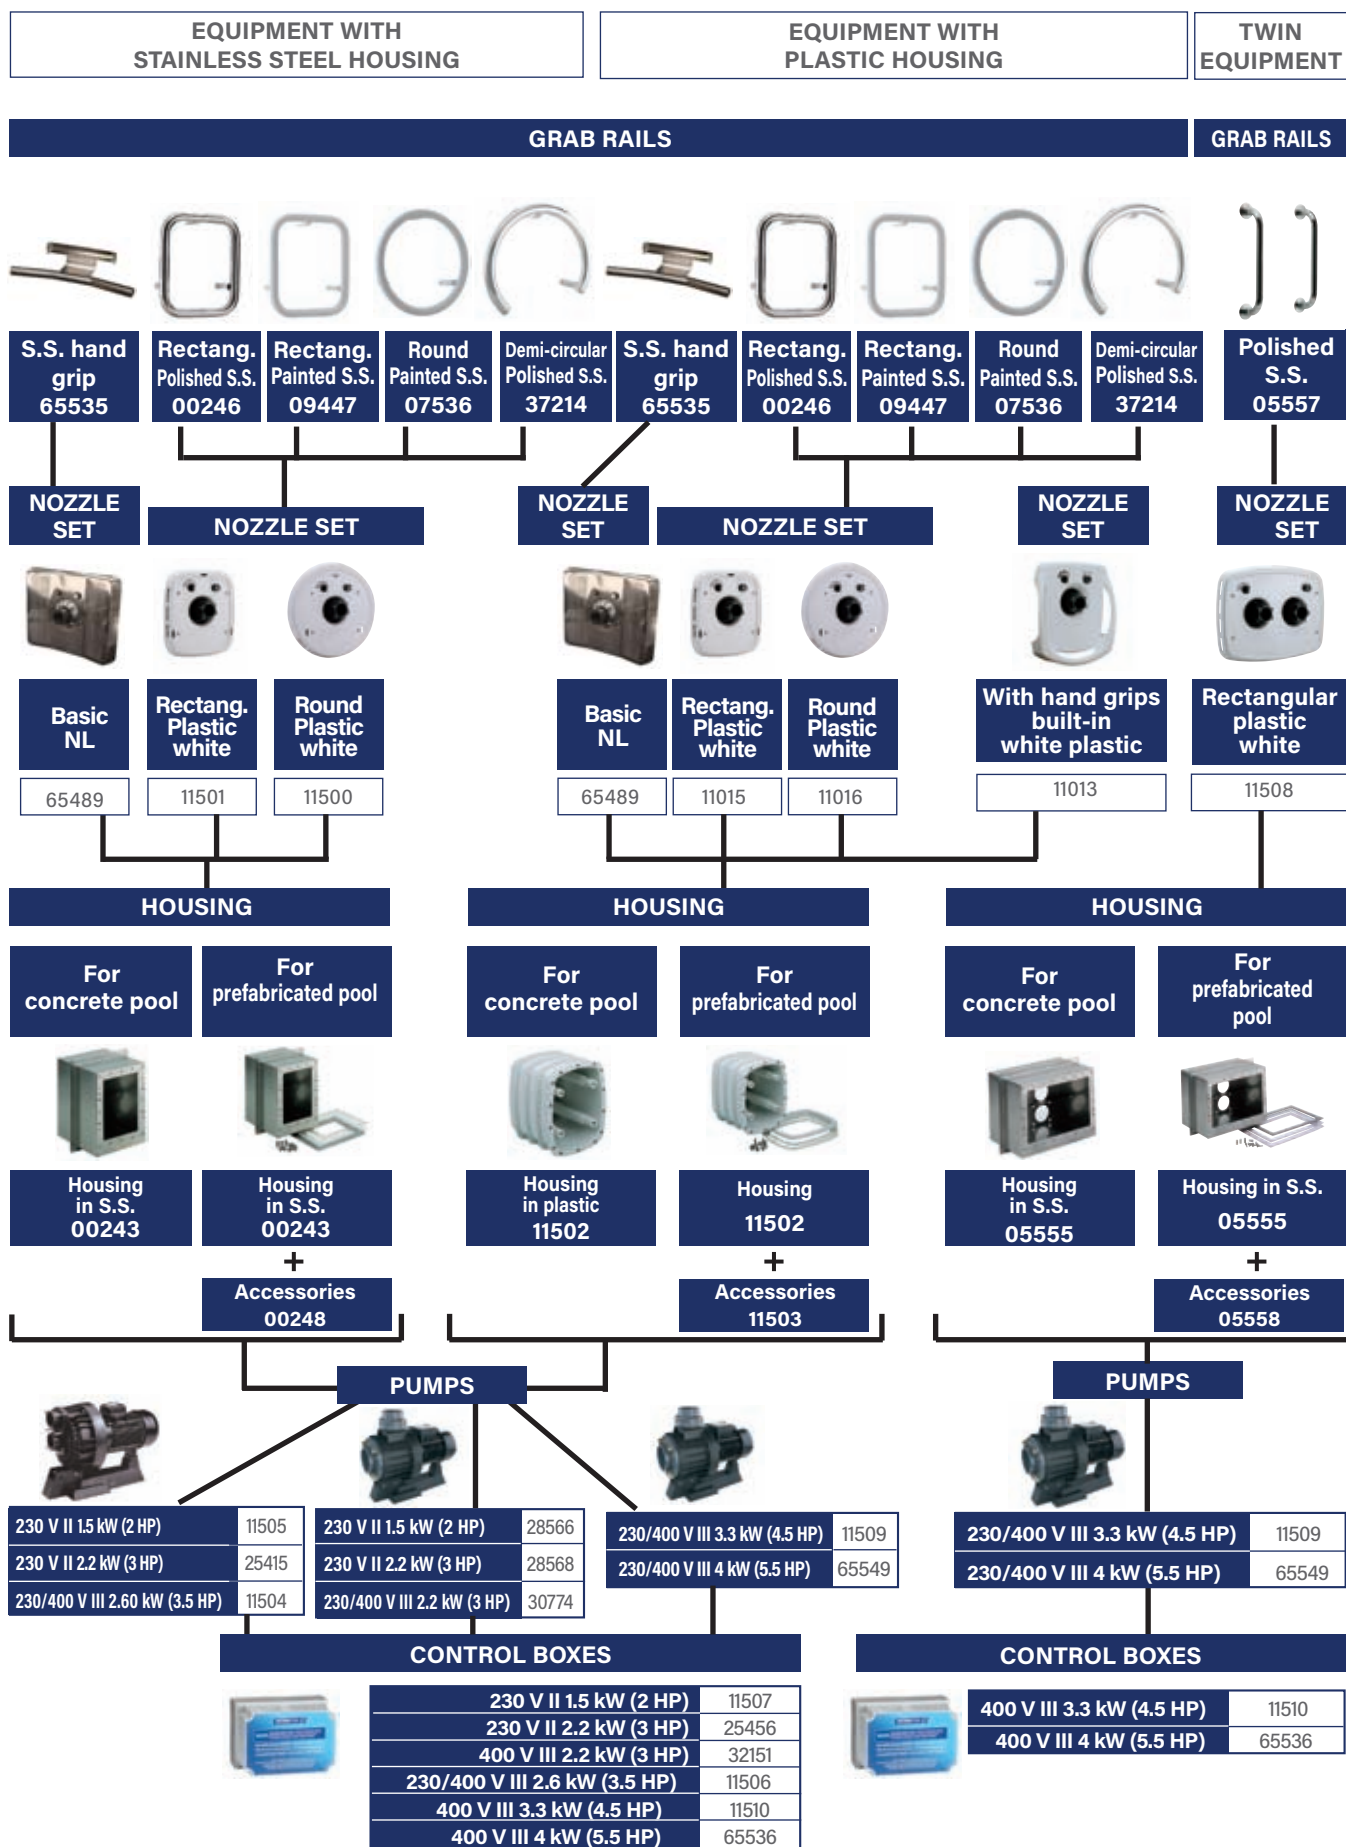 EQUIPMENT WITH
STAINLESS STEEL HOUSING
EQUIPMENT WITH
PLASTIC HOUSING
TWIN
EQUIPMENT
GRAB RAILS
GRAB RAILS
S.S. hand
grip
65535
Rectang.
Polished S.S.
00246
Rectang.
Painted S.S.
09447
Round
Painted S.S.
07536
Demi-circular
Polished S.S.
37214
S.S. hand
grip
65535
Rectang.
Polished S.S.
00246
Rectang.
Painted S.S.
09447
Round
Painted S.S.
07536
Demi-circular
Polished S.S.
37214
Polished
S.S.
05557
NOZZLE
SET
NOZZLE SET
NOZZLE
SET
NOZZLE SET
NOZZLE
SET
NOZZLE
SET
Basic
NL
65489
Rectang.
Plastic
white
11501
Round
Plastic
white
11500
Basic
NL
65489
Rectang.
Plastic
white
11015
Round
Plastic
white
11016
With hand grips
built-in
white plastic
11013
Rectangular
plastic
white
11508
HOUSING
HOUSING
HOUSING
For
concrete pool
For
prefabricated pool
For
concrete pool
For
prefabricated pool
For
concrete pool
For
prefabricated
pool
Housing
in S.S.
00243
Housing
in S.S.
00243
+
Accessories
00248
Housing
in plastic
11502
Housing
11502
+
Accessories
11503
Housing
in S.S.
05555
Housing in S.S.
05555
+
Accessories
05558
PUMPS
PUMPS
230 V II 1.5 kW (2 HP) 11505
230 V II 2.2 kW (3 HP) 25415
230/400 V III 2.60 kW (3.5 HP) 11504
230 V II 1.5 kW (2 HP) 28566
230 V II 2.2 kW (3 HP) 28568
230/400 V III 2.2 kW (3 HP) 30774
230/400 V III 3.3 kW (4.5 HP) 11509
230/400 V III 4 kW (5.5 HP) 65549
230/400 V III 3.3 kW (4.5 HP) 11509
230/400 V III 4 kW (5.5 HP) 65549
CONTROL BOXES
230 V II 1.5 kW (2 HP) 11507
230 V II 2.2 kW (3 HP) 25456
400 V III 2.2 kW (3 HP) 32151
230/400 V III 2.6 kW (3.5 HP) 11506
400 V III 3.3 kW (4.5 HP) 11510
400 V III 4 kW (5.5 HP) 65536
CONTROL BOXES
400 V III 3.3 kW (4.5 HP) 11510
400 V III 4 kW (5.5 HP) 65536